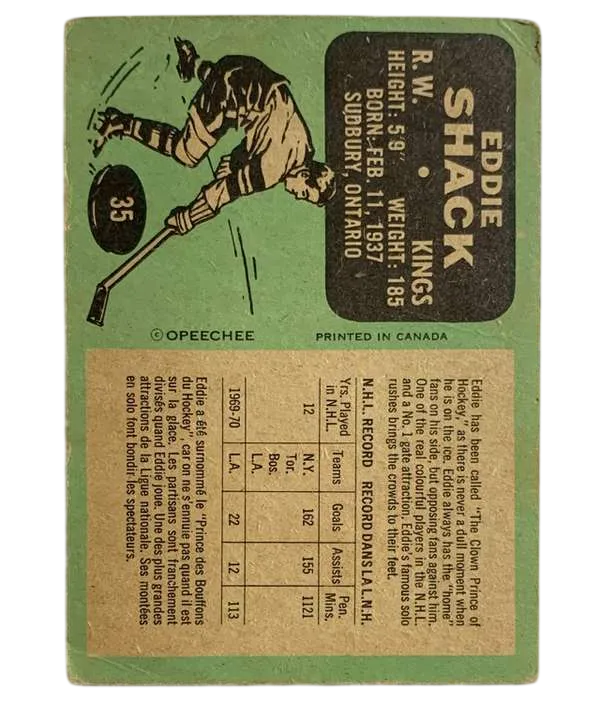 EDDIE
SHACK
R. W. • KINGS
HEIGHT: 5'9" WEIGHT: 185
BORN: FEB. 11, 1937
SUDBURY, ONTARIO
35
© OPEECHEE PRINTED IN CANADA
Eddie has been called "The Clown Prince of
Hockey," as there is never a dull moment when
he is on the ice. Eddie always has the "home"
fans on his side, but opposing fans against him.
One of the real colourful players in the N.H.L.
and a No. 1 gate attraction. Eddie's famous solo
rushes brings the crowds to their feet.
N.H.L. RECORD RECORD DANS LA L.N.H.
Yrs. Played in N.H.L. Teams Goals Assists Pen. Mins.
12 N.Y. 162 155 1121
Tor.
Bos.
L.A.
1969-70 L.A. 22 12 113
Eddie a été surnommé le "Prince des Bouffons
du Hockey", car on ne s'ennuie pas quand il est
sur la glace. Les partisans sont franchement
divisés quand Eddie joue. Une des plus grandes
attractions de la Ligue nationale. Ses montées
en solo font bondir les spectateurs.